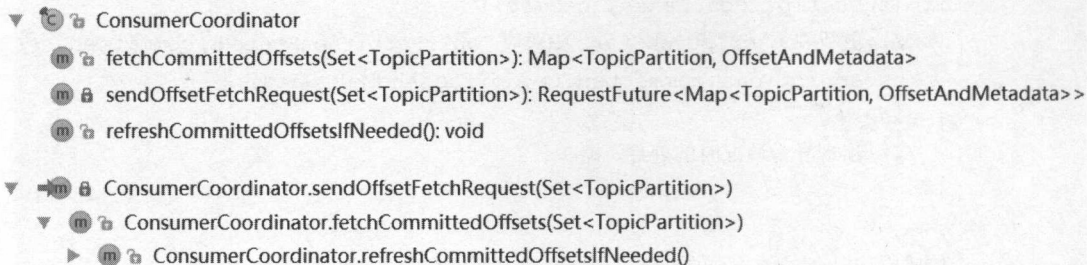 ConsumerCoordinator
fetchCommittedOffsets(Set<TopicPartition>): Map<TopicPartition, OffsetAndMetadata>
sendOffsetFetchRequest(Set<TopicPartition>): RequestFuture<Map<TopicPartition, OffsetAndMetadata>>
refreshCommittedOffsetsIfNeeded(): void
ConsumerCoordinator.sendOffsetFetchRequest(Set<TopicPartition>)
ConsumerCoordinator.fetchCommittedOffsets(Set<TopicPartition>)
ConsumerCoordinator.refreshCommittedOffsetsIfNeeded()